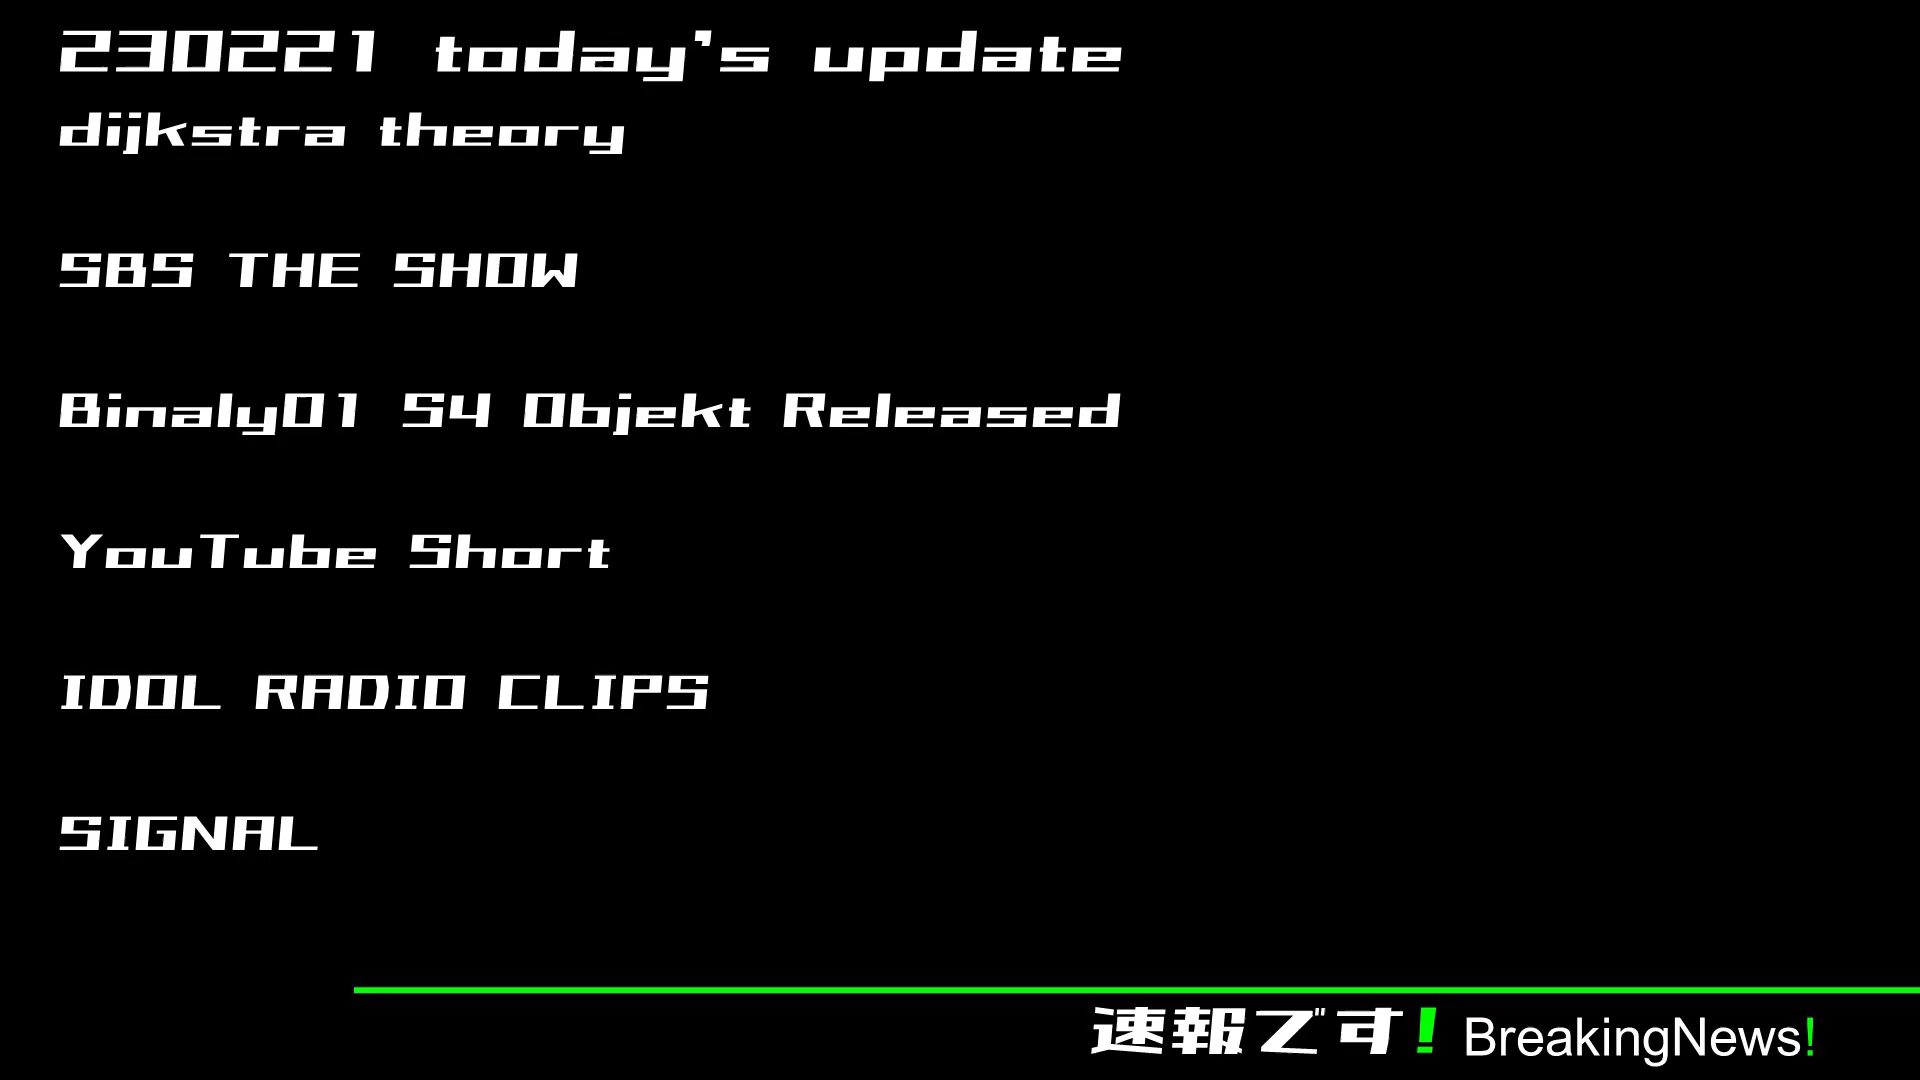 230221 today's update
dijkstra theory
SBS THE SHOW
Binaly01 S4 Objekt Released
YouTube Short
IDOL RADIO CLIPS
SIGNAL
速報です! BreakingNews!